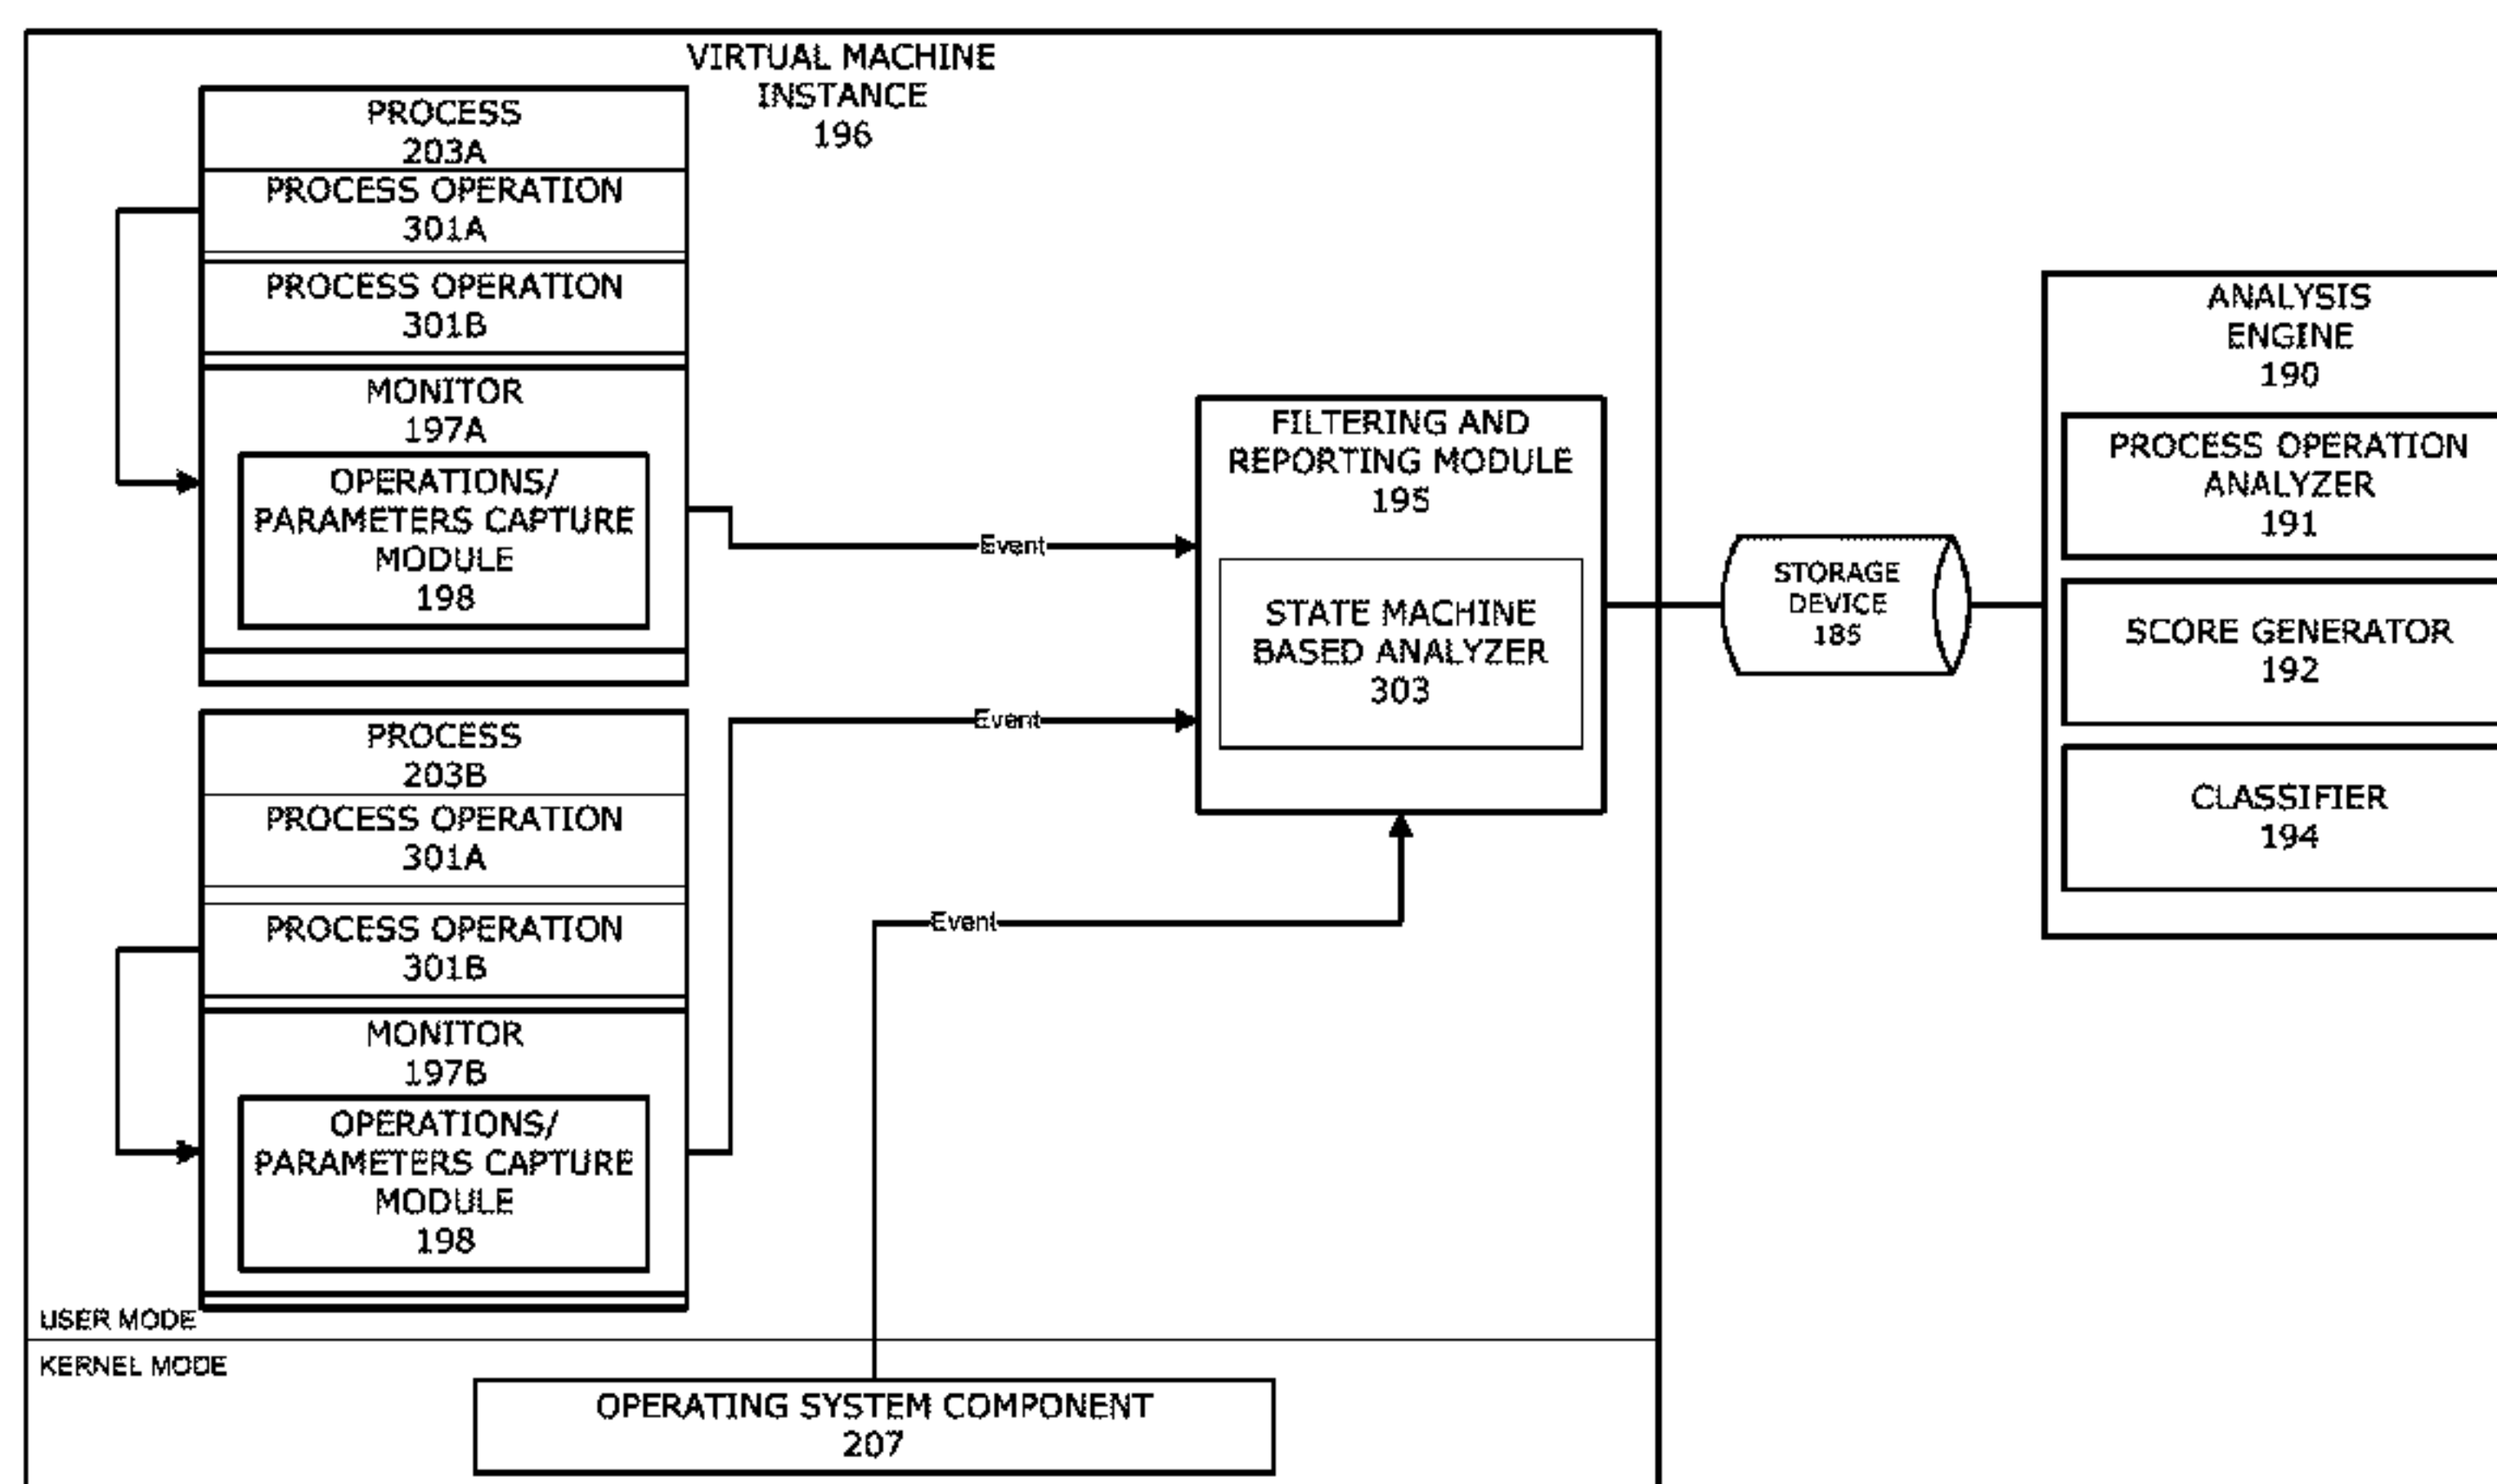 VIRTUAL MACHINE
INSTANCE
196
PROCESS
203A
PROCESS OPERATION
301A
PROCESS OPERATION
301B
MONITOR
197A
OPERATIONS/
PARAMETERS CAPTURE
MODULE
198
Event
PROCESS
203B
PROCESS OPERATION
301A
PROCESS OPERATION
301B
MONITOR
197B
OPERATIONS/
PARAMETERS CAPTURE
MODULE
198
Event
Event
FILTERING AND
REPORTING MODULE
195
STATE MACHINE
BASED ANALYZER
303
STORAGE
DEVICE
185
ANALYSIS
ENGINE
190
PROCESS OPERATION
ANALYZER
191
SCORE GENERATOR
192
CLASSIFIER
194
USER MODE
KERNEL MODE
OPERATING SYSTEM COMPONENT
207